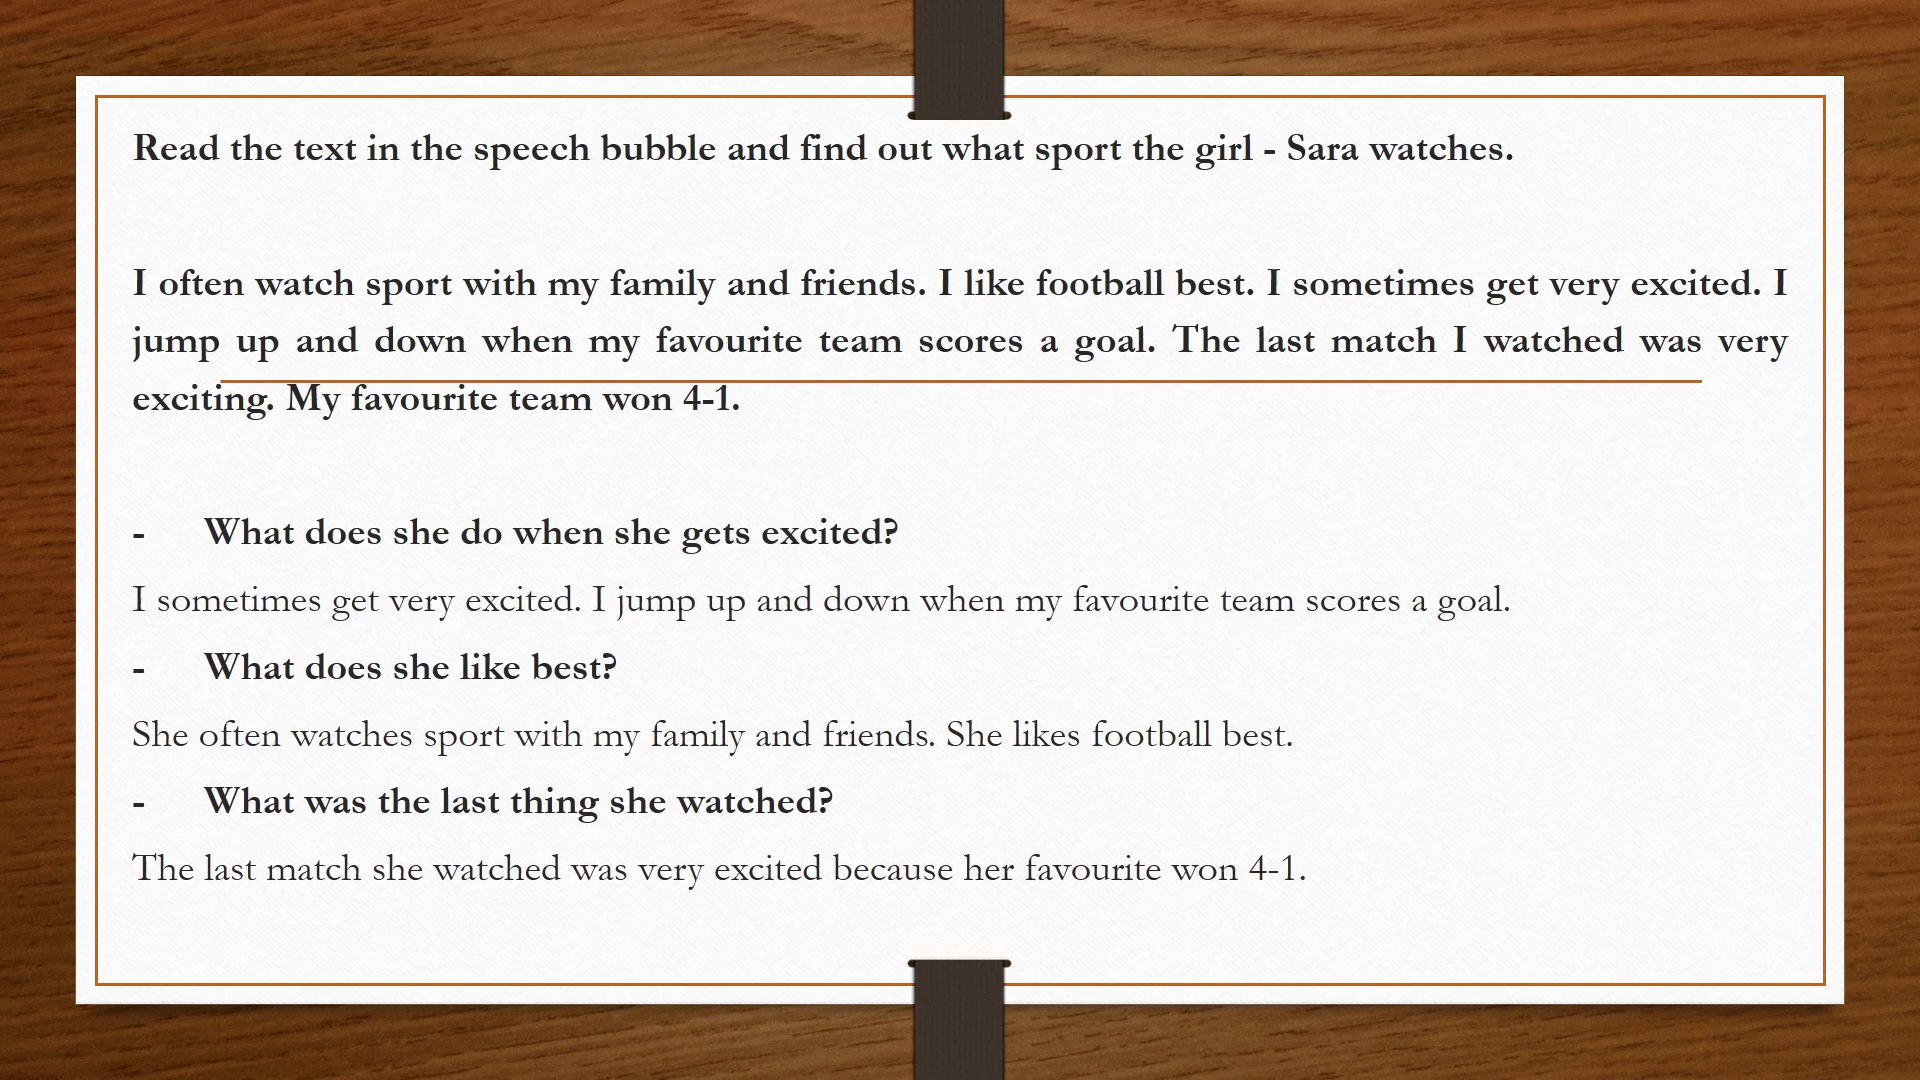 Read the text in the speech bubble and find out what sport the girl - Sara watches.
I often watch sport with my family and friends. I like football best. I sometimes get very excited. I
jump up and down when my favourite team scores a goal. The last match I watched was very
exciting. My favourite team won 4-1.
- What does she do when she gets excited?
I sometimes get very excited. I jump up and down when my favourite team scores a goal.
- What does she like best?
She often watches sport with my family and friends. She likes football best.
- What was the last thing she watched?
The last match she watched was very excited because her favourite won 4-1.